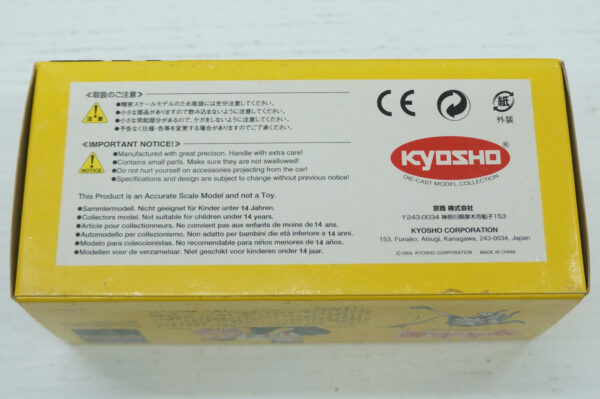 ≪取扱のご注意≫
●精密スケールモデルのため取扱には充分注意してください。
●小さな部品がありますので飲み込まないように注意してください。
●小さな突起部分があるので、ケガをしないように注意してください。
●予告なく仕様・色等を変更する場合がありますのでご了承ください。
注意
≪IMPORTANT NOTICE!≫
●Manufactured with great precision. Handle with extra care!
●Contains small parts. Make sure they are not swallowed!
●Do not hurt yourself on accessories projecting from the car!
●Specifications and design are subject to change without previous notice!
NOTICE
This Product is an Accurate Scale Model and not a Toy.
●Sammlermodell. Nicht geeignet für Kinder unter 14 Jahren.
●Collectors model. Not suitable for children under 14 years.
●Article pour collectionneurs. Ne convient pas aux enfants de moins de 14 ans.
●Automodello per collezionismo. Non adatto per bambini die età inferiore a 14 anni.
●Modelo para coleccionistas. No recomendable para niños menores de 14 años.
●Modellen voor de verzamelaar. Niet geschikt voor kinderen onder 14 jaar.
CE
紙
外装
KYOSHO ®
DIE-CAST MODEL COLLECTION
京商 株式会社
〒243-0034 神奈川県厚木市船子153
KYOSHO CORPORATION
153, Funako, Atsugi, Kanagawa, 243-0034, Japan
© 2004 KYOSHO CORPORATION MADE IN CHINA